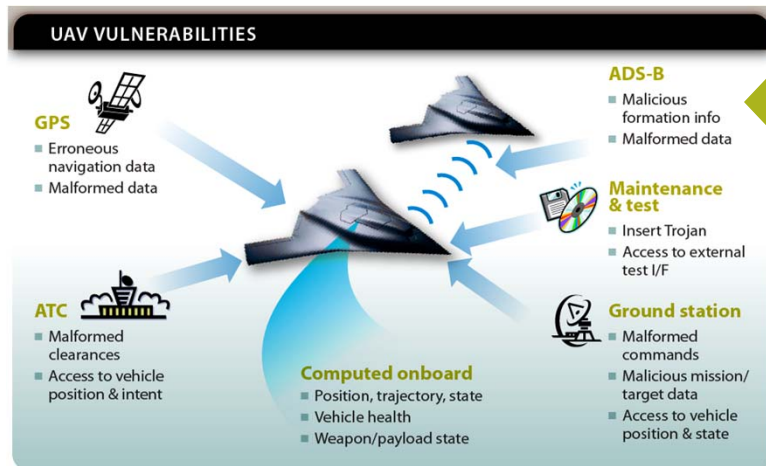 UAV VULNERABILITIES
GPS
Erroneous
navigation data
Malformed data
ADS-B
Malicious
formation info
Malformed data
Maintenance
& test
Insert Trojan
Access to external
test I/F
ATC
Malformed
clearances
Access to vehicle
position & intent
Computed onboard
Position, trajectory, state
Vehicle health
Weapon/payload state
Ground station
Malformed
commands
Malicious mission/
target data
Access to vehicle
position & state